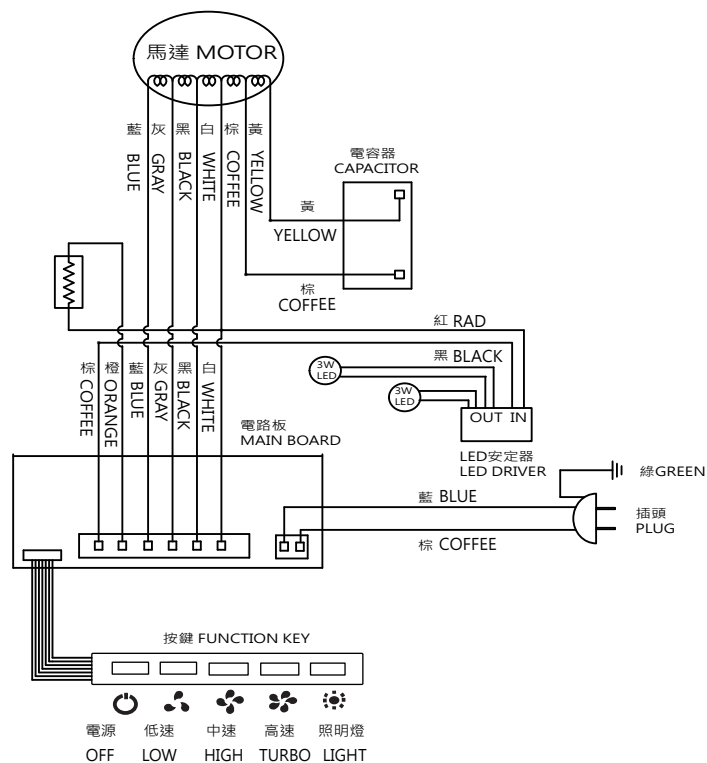 馬達 MOTOR
藍 BLUE
灰 GRAY
黑 BLACK
白 WHITE
棕 COFFEE
黃 YELLOW
電容器
CAPACITOR
黃
YELLOW
棕
COFFEE
紅 RAD
黑 BLACK
3W
LED
3W
LED
OUT IN
LED安定器
LED DRIVER
棕 COFFEE
橙 ORANGE
藍 BLUE
灰 GRAY
黑 BLACK
白 WHITE
電路板
MAIN BOARD
綠GREEN
藍 BLUE
插頭
PLUG
棕 COFFEE
按鍵 FUNCTION KEY
電源 低速 中速 高速 照明燈
OFF LOW HIGH TURBO LIGHT